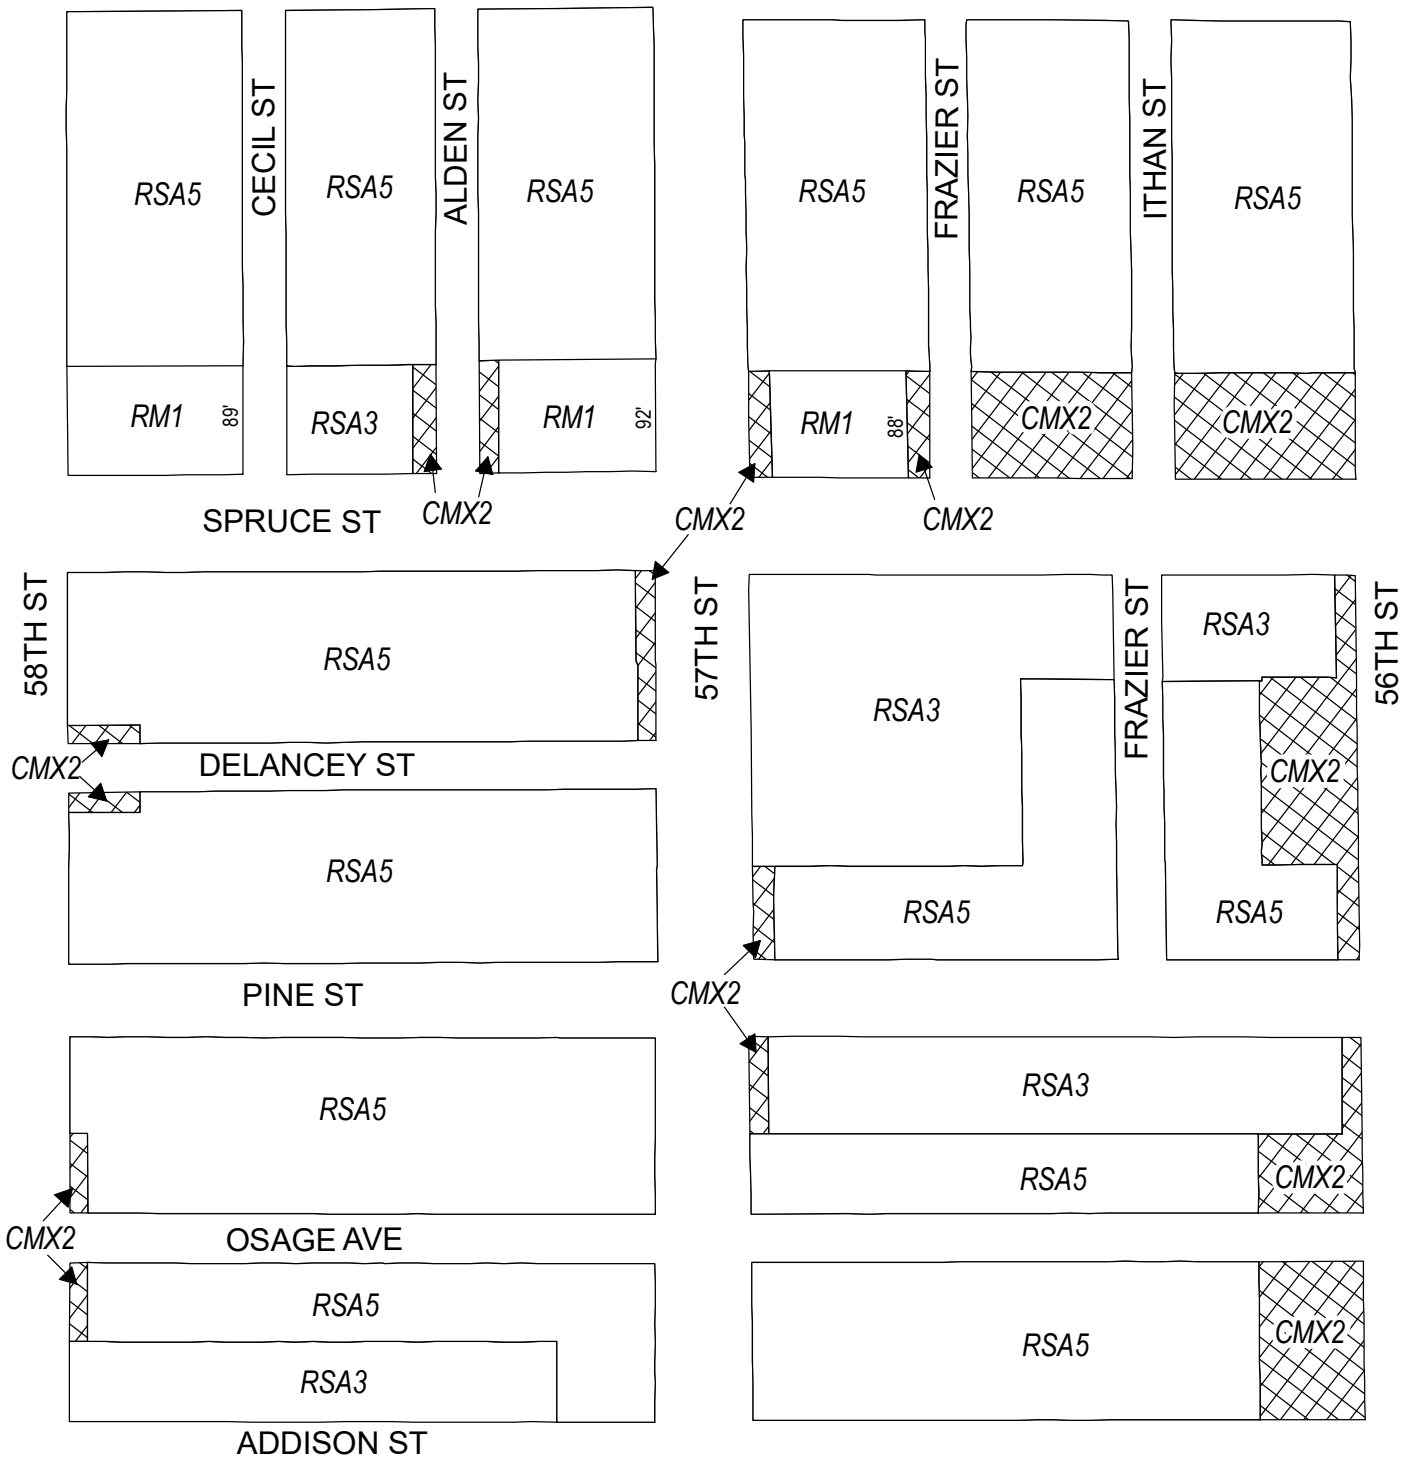 CECIL ST
ALDEN ST
FRAZIER ST
ITHAN ST
RSA5
RSA5
RSA5
RSA5
RSA5
RSA5
RM1
89'
RSA3
RM1
92'
RM1
88'
CMX2
CMX2
SPRUCE ST
CMX2
CMX2
CMX2
58TH ST
57TH ST
FRAZIER ST
56TH ST
RSA5
RSA3
RSA3
CMX2
DELANCEY ST
CMX2
RSA5
RSA5
RSA5
PINE ST
CMX2
RSA5
RSA3
RSA5
CMX2
CMX2
OSAGE AVE
RSA5
RSA3
RSA5
CMX2
ADDISON ST